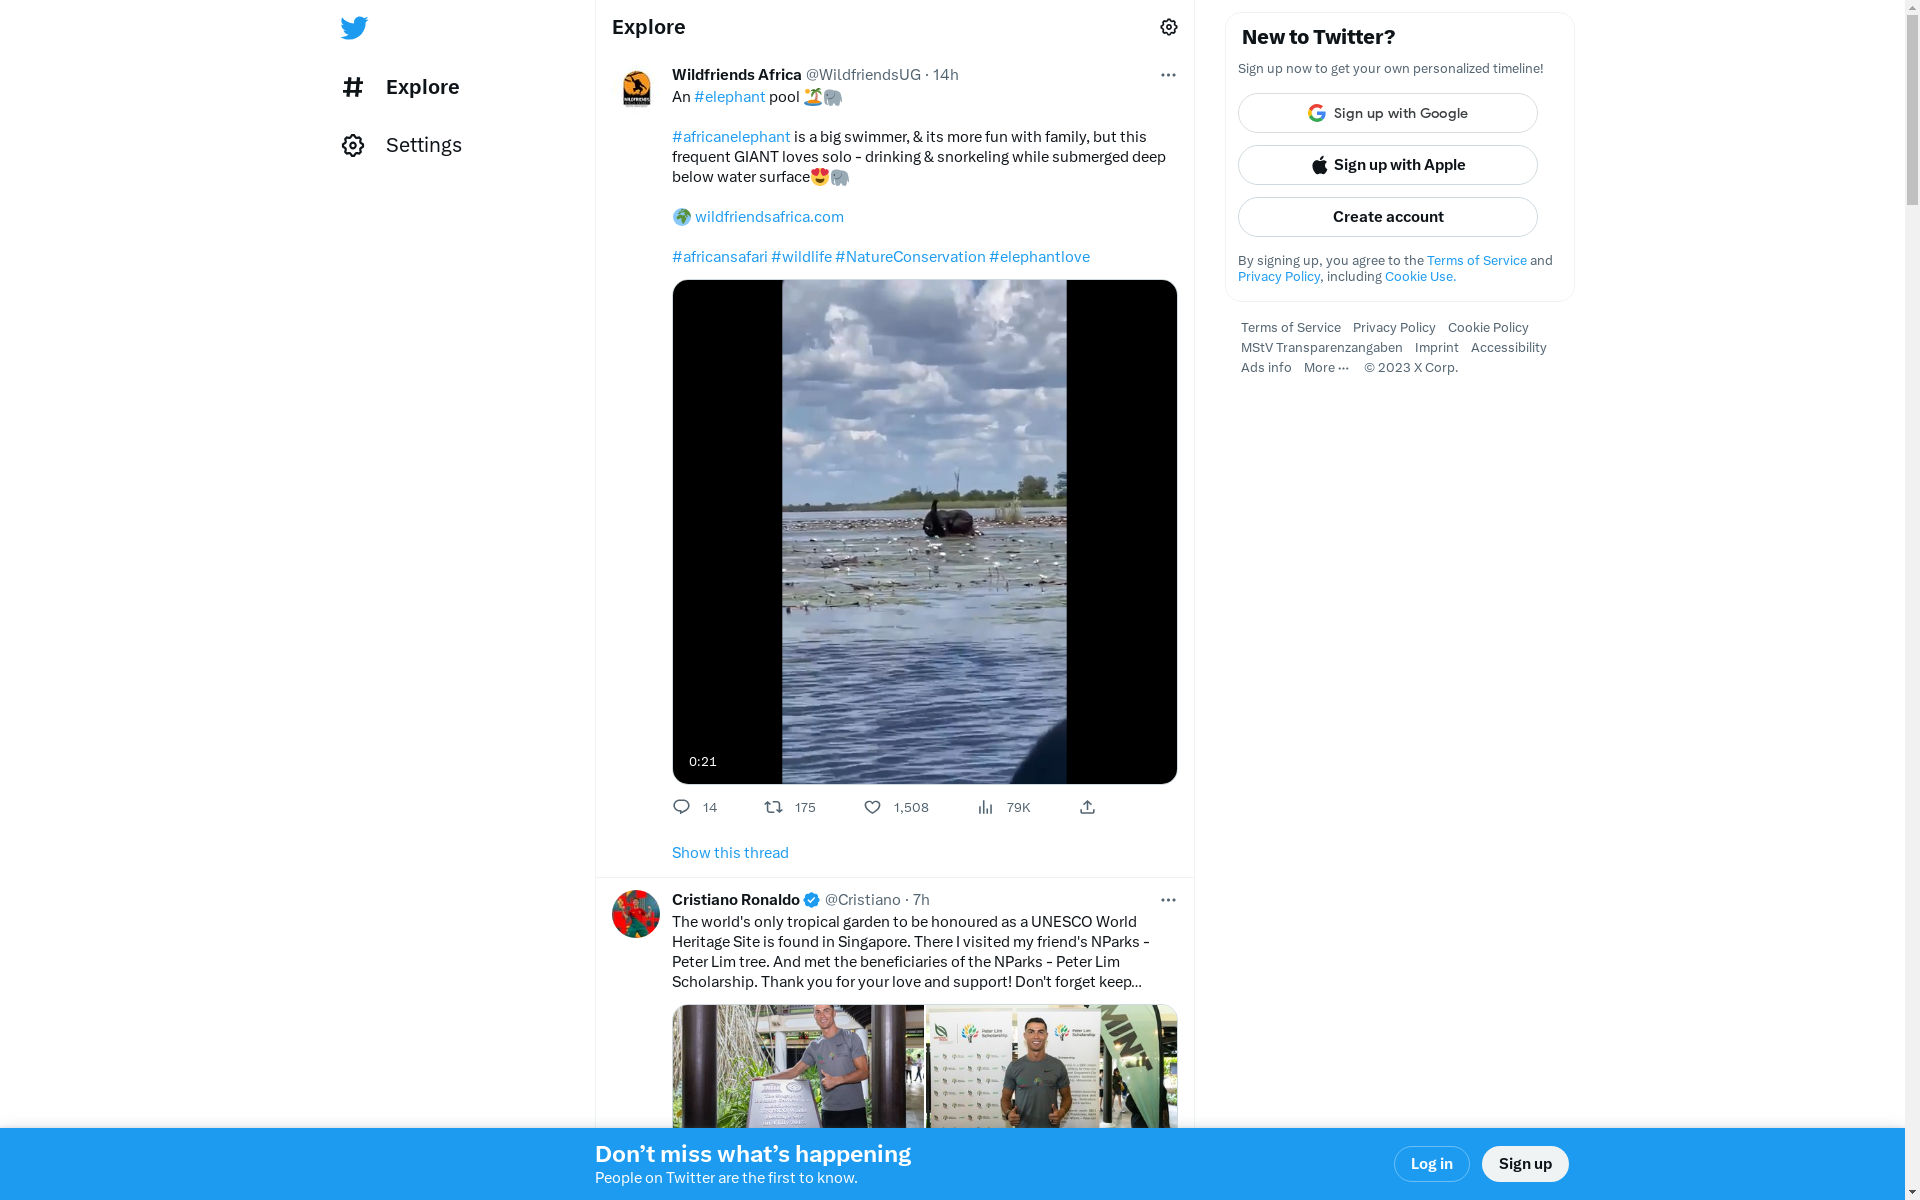 Explore
Settings
Explore
Wildfriends Africa @WildfriendsUG · 14h
An #elephant pool 🏝🐘
#africanelephant is a big swimmer, & its more fun with family, but this
frequent GIANT loves solo - drinking & snorkeling while submerged deep
below water surface😍🐘
🌍 wildfriendsafrica.com
#africansafari #wildlife #NatureConservation #elephantlove
0:21
14 175 1,508 79K
Show this thread
Cristiano Ronaldo @Cristiano · 7h
The world's only tropical garden to be honoured as a UNESCO World
Heritage Site is found in Singapore. There I visited my friend's NParks -
Peter Lim tree. And met the beneficiaries of the NParks - Peter Lim
Scholarship. Thank you for your love and support! Don't forget keep...
Peter Lim
Scholarship
Peter Lim
Scholarship
MINT
New to Twitter?
Sign up now to get your own personalized timeline!
Sign up with Google
Sign up with Apple
Create account
By signing up, you agree to the Terms of Service and
Privacy Policy, including Cookie Use.
Terms of Service Privacy Policy Cookie Policy
MStV Transparenzangaben Imprint Accessibility
Ads info More ··· © 2023 X Corp.
Don’t miss what’s happening
People on Twitter are the first to know.
Log in
Sign up